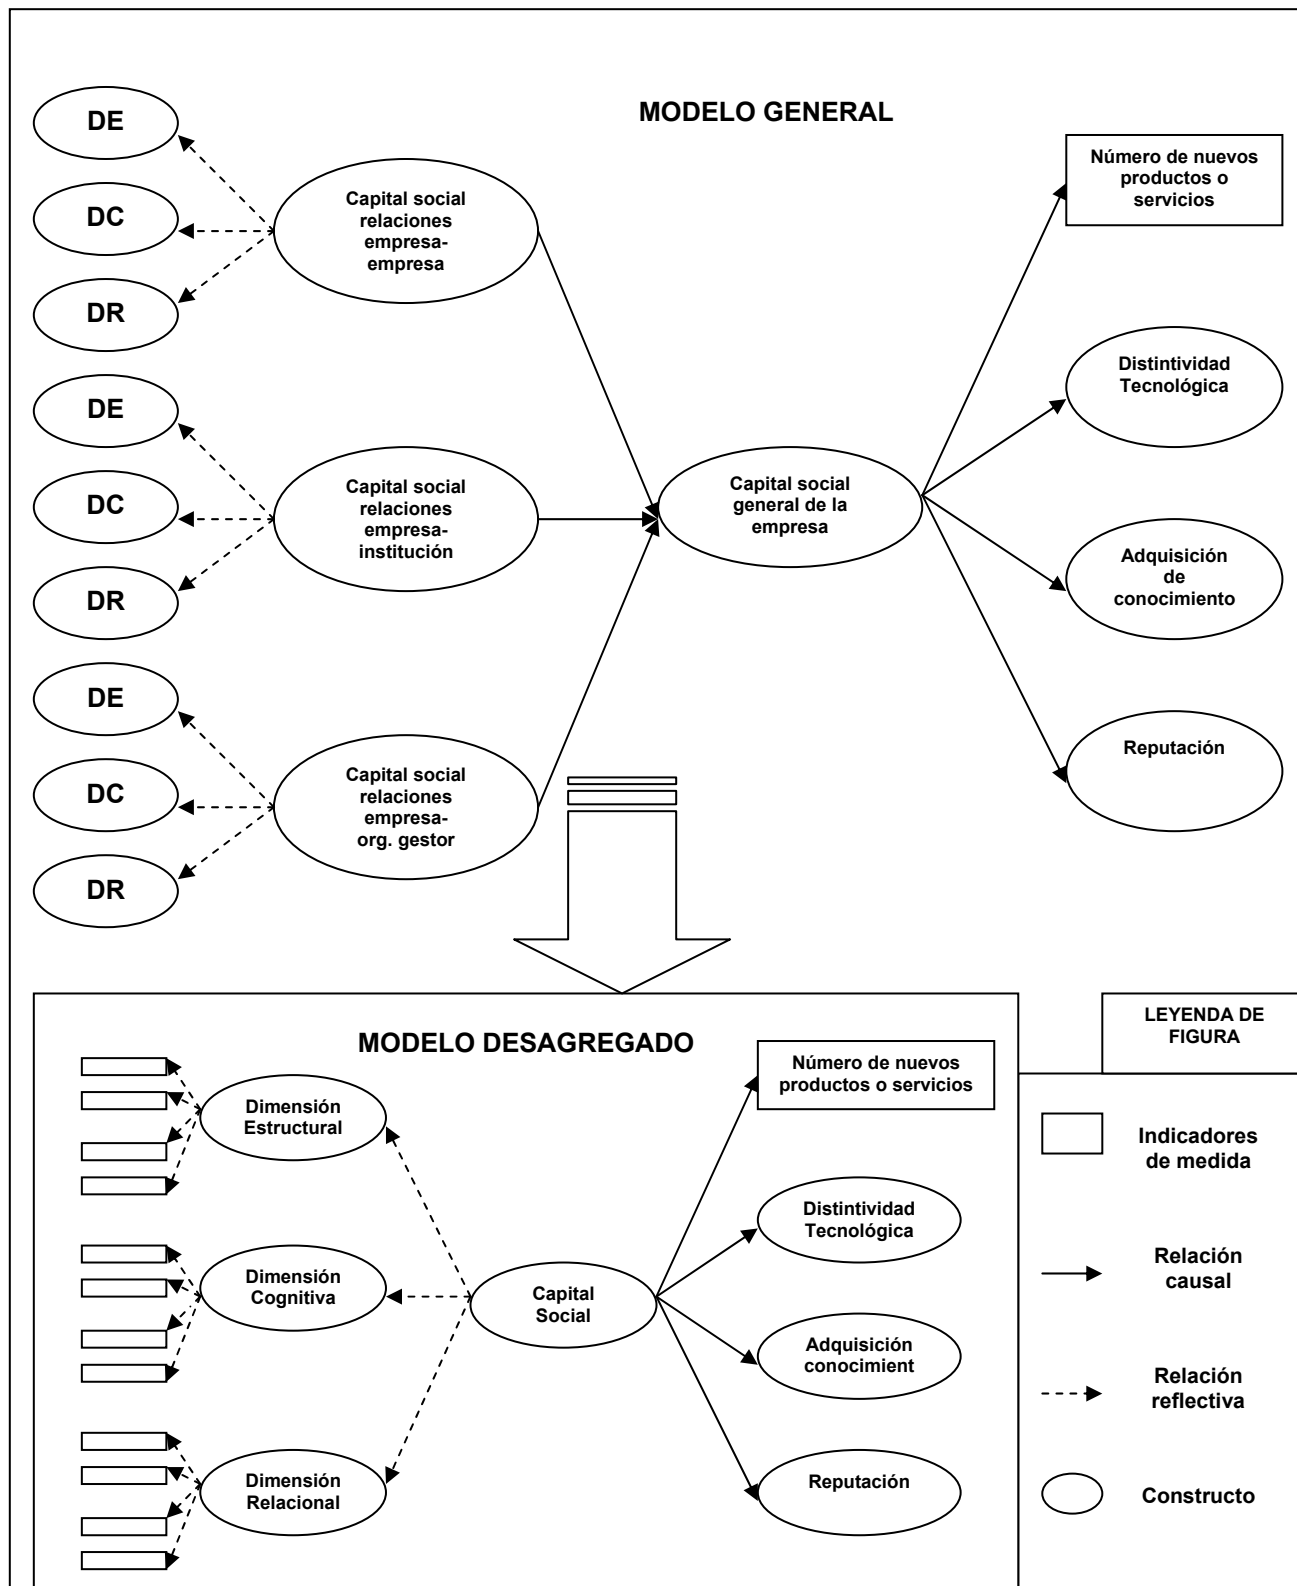 MODELO GENERAL
DE
DC
DR
Capital social
relaciones
empresa-
empresa
DE
DC
DR
Capital social
relaciones
empresa-
institución
DE
DC
DR
Capital social
relaciones
empresa-
org. gestor
Capital social
general de la
empresa
Número de nuevos
productos o
servicios
Distintividad
Tecnológica
Adquisición
de
conocimiento
Reputación
MODELO DESAGREGADO
Dimensión
Estructural
Dimensión
Cognitiva
Dimensión
Relacional
Capital
Social
Número de nuevos
productos o servicios
Distintividad
Tecnológica
Adquisición
conocimient
Reputación
LEYENDA DE
FIGURA
Indicadores
de medida
Relación
causal
Relación
reflectiva
Constructo